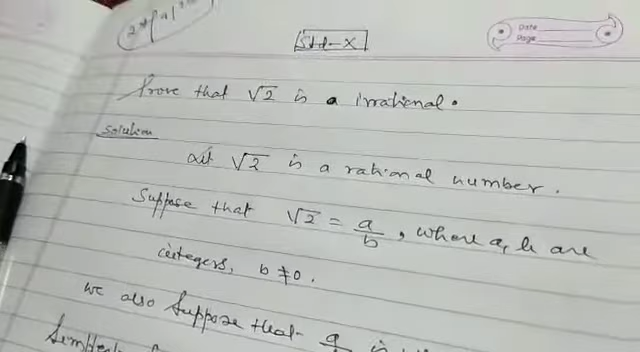 Std-X
Date
Page
Prove that √2 is a irrational.
Solution
Let √2 is a rational number.
Suppose that √2 = a/b, where a, b are
integers, b ≠ 0.
we also Suppose that a